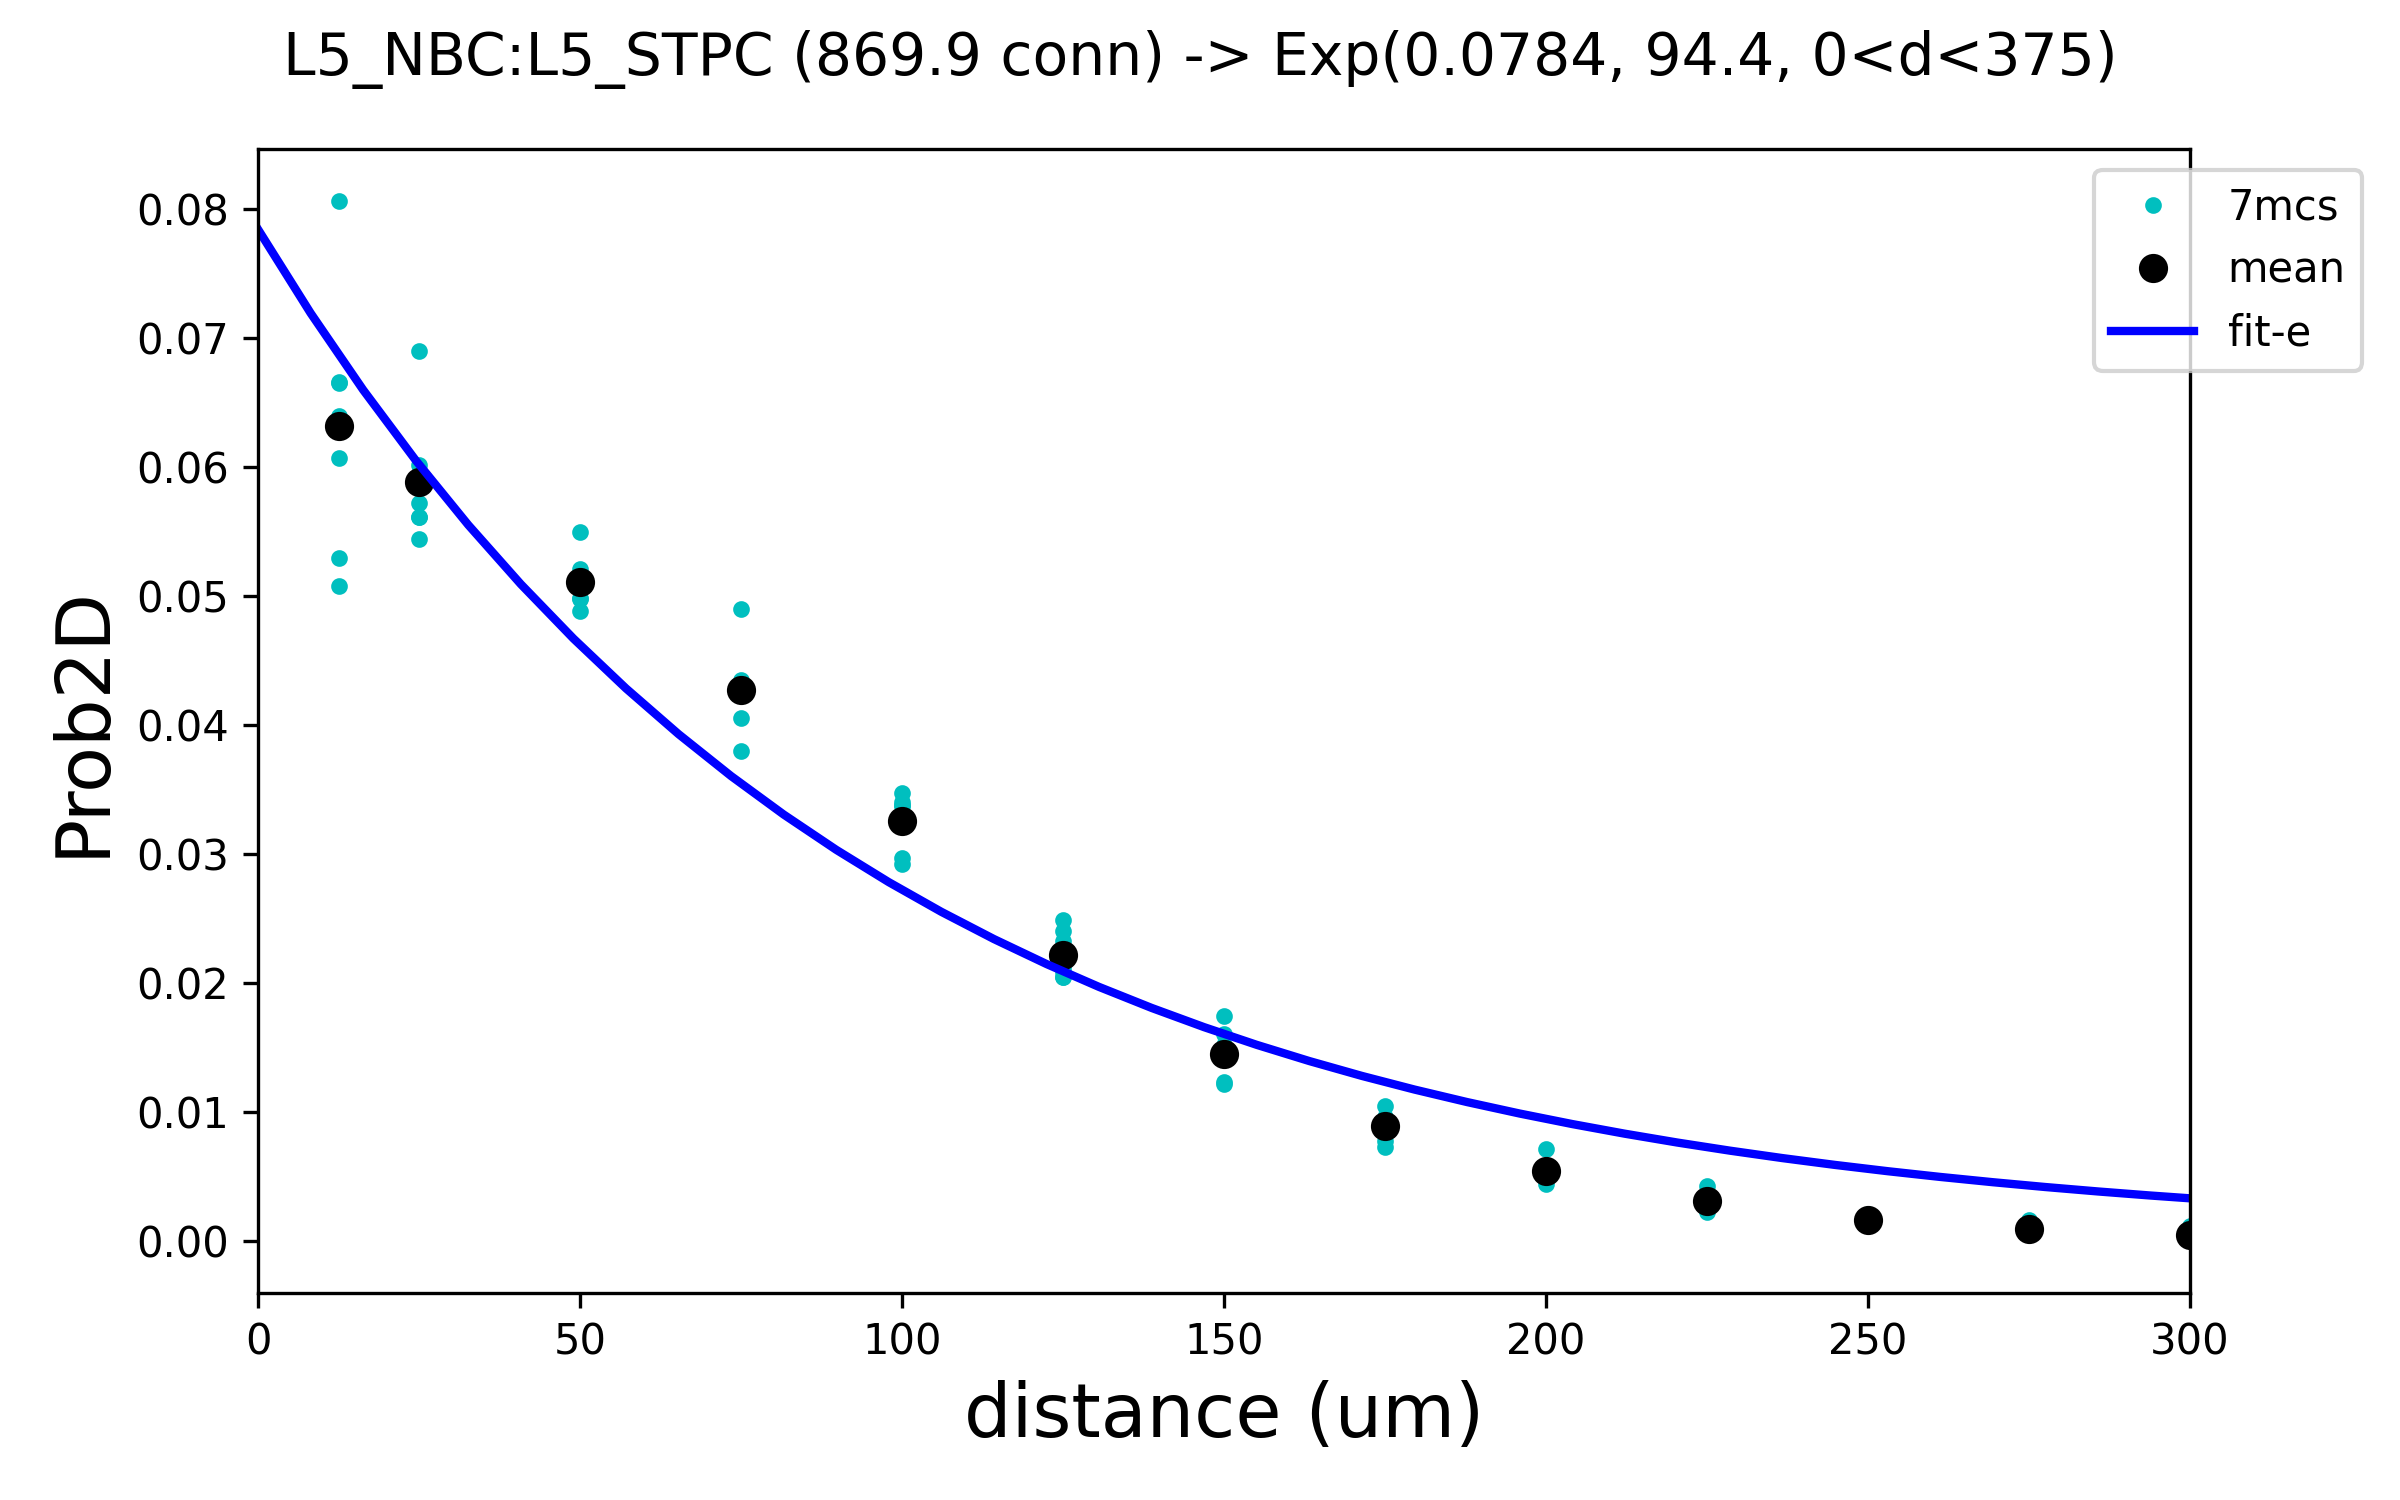 L5_NBC:L5_STPC (869.9 conn) -> Exp(0.0784, 94.4, 0<d<375)
7mcs
mean
fit-e
Prob2D
0.08
0.07
0.06
0.05
0.04
0.03
0.02
0.01
0.00
0 50 100 150 200 250 300
distance (um)